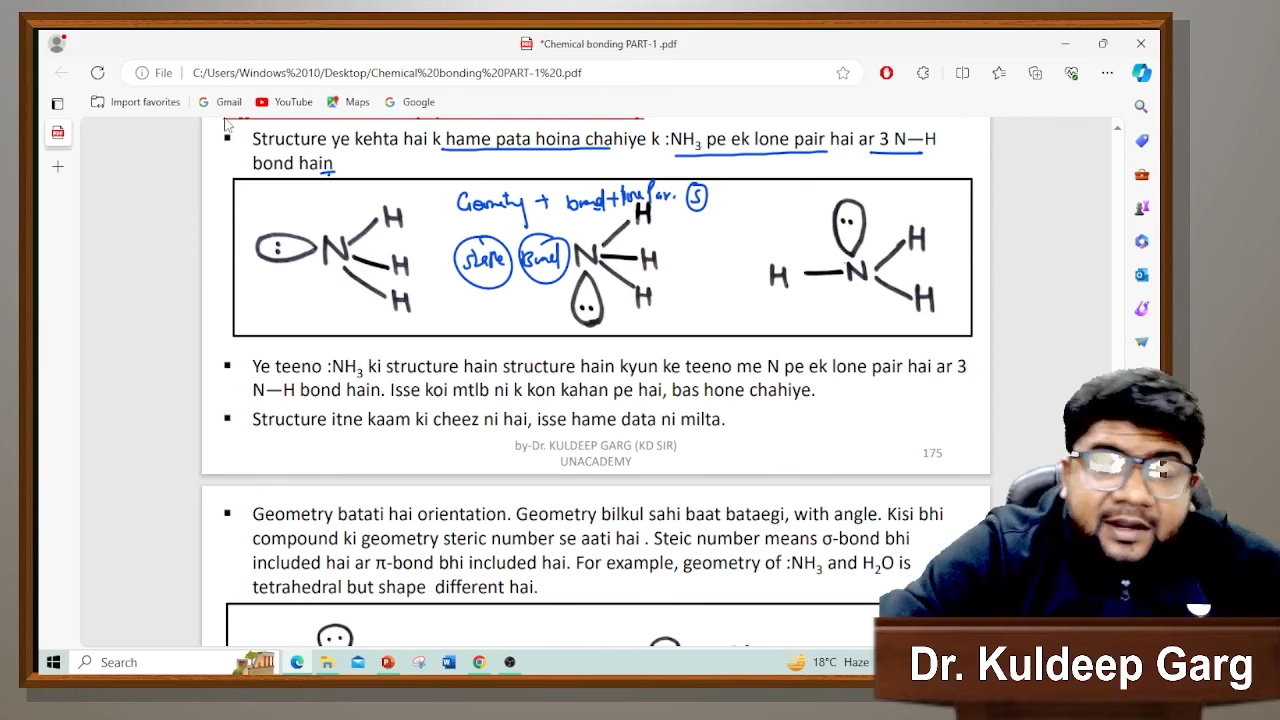 *Chemical bonding PART-1 .pdf
File
C:/Users/Windows%2010/Desktop/Chemical%20bonding%20PART-1%20.pdf
Import favorites
Gmail
YouTube
Maps
Google
Structure ye kehta hai k hame pata hoina chahiye k :NH3 pe ek lone pair hai ar 3 N—H
bond hain
Geometry + bond + lone Pair. S
Shape Bond
N H H H
N H H H
H N H H
Ye teeno :NH3 ki structure hain structure hain kyun ke teeno me N pe ek lone pair hai ar 3
N—H bond hain. Isse koi mtlb ni k kon kahan pe hai, bas hone chahiye.
Structure itne kaam ki cheez ni hai, isse hame data ni milta.
by-Dr. KULDEEP GARG (KD SIR)
UNACADEMY
175
Geometry batati hai orientation. Geometry bilkul sahi baat bataegi, with angle. Kisi bhi
compound ki geometry steric number se aati hai . Steic number means σ-bond bhi
included hai ar π-bond bhi included hai. For example, geometry of :NH3 and H2O is
tetrahedral but shape different hai.
Search
18°C Haze
Dr. Kuldeep Garg